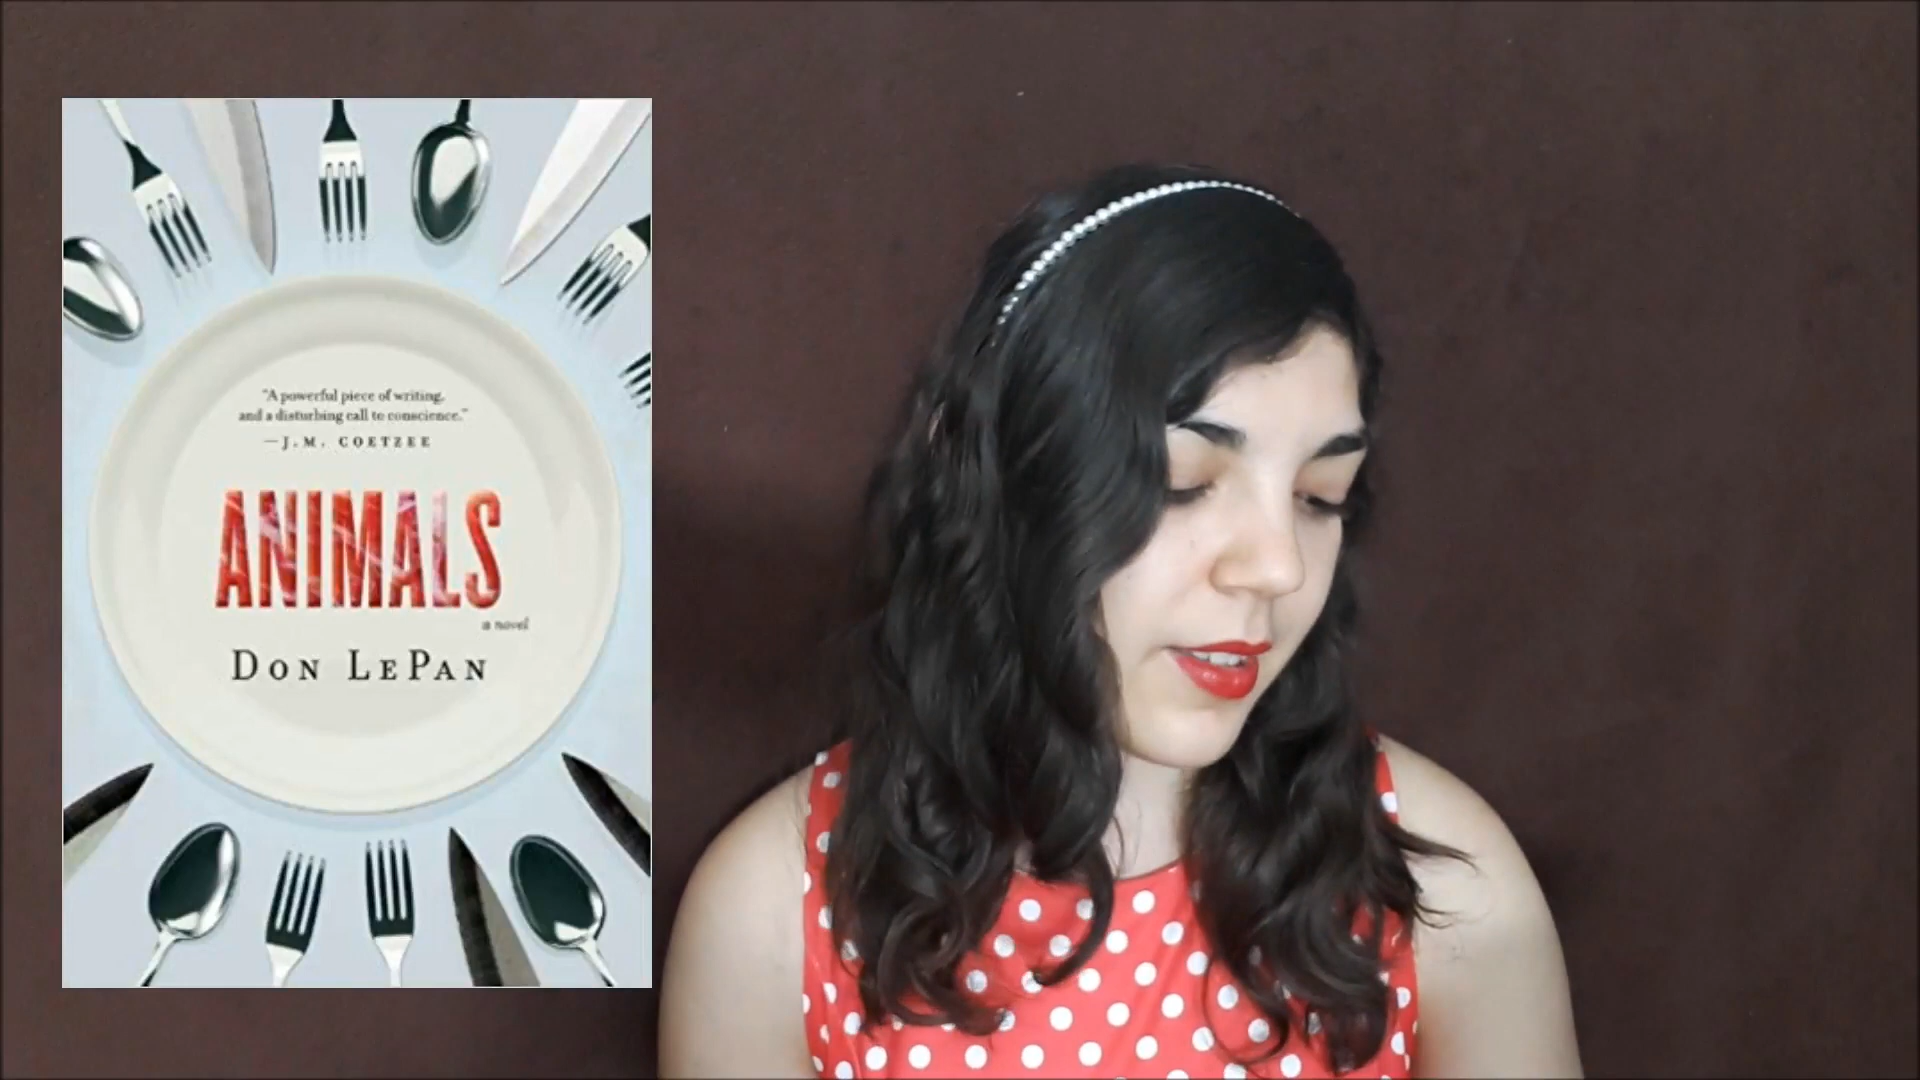 "A powerful piece of writing,
and a disturbing call to conscience."
—J.M. COETZEE
ANIMALS
a novel
DON LEPAN